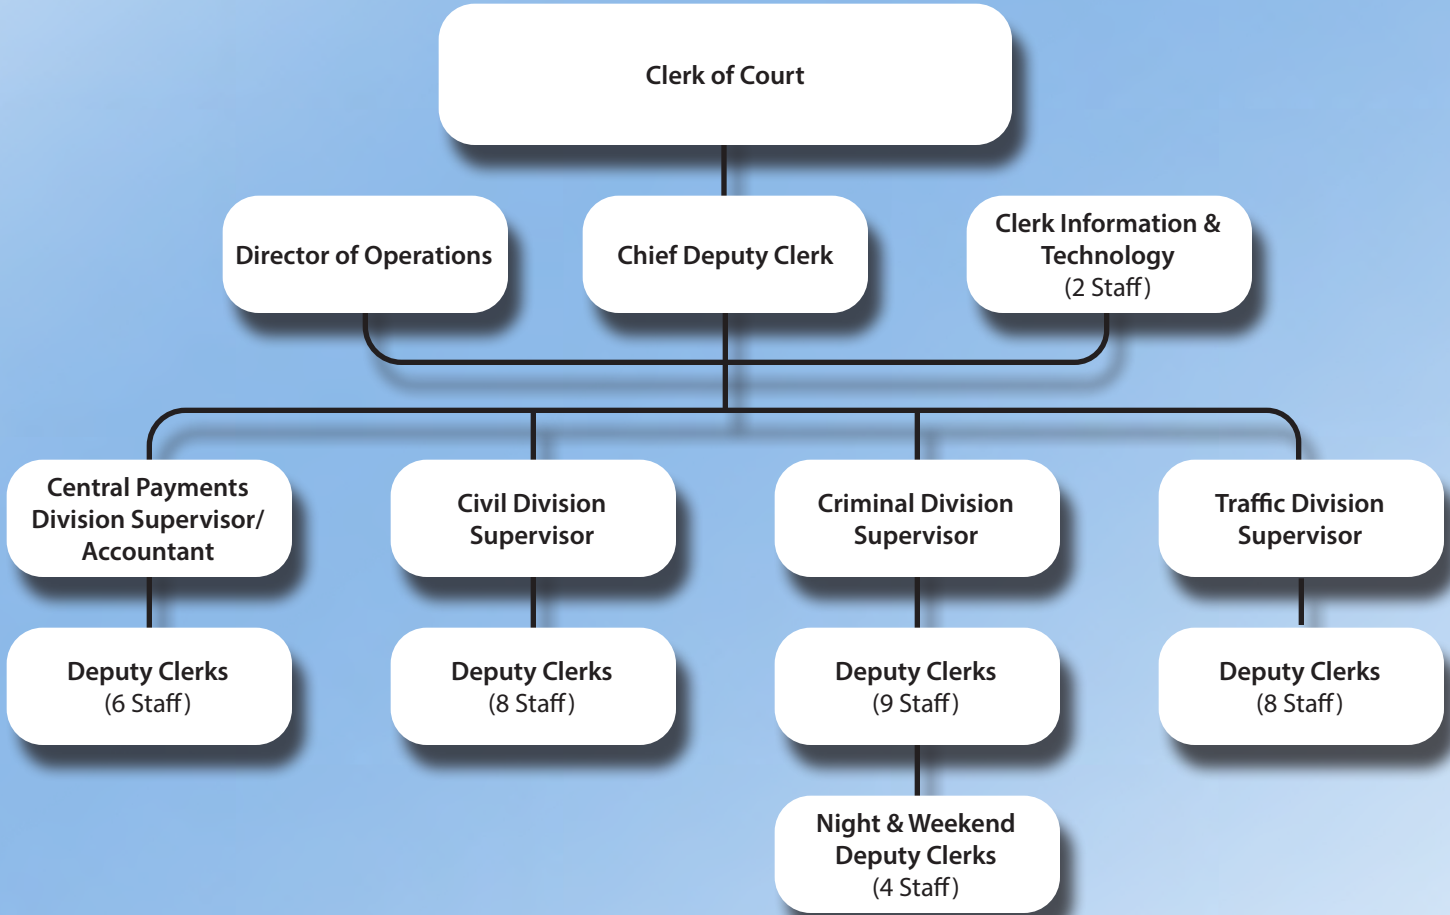 Clerk of Court
Director of Operations
Chief Deputy Clerk
Clerk Information &
Technology
(2 Staff)
Central Payments
Division Supervisor/
Accountant
Civil Division
Supervisor
Criminal Division
Supervisor
Traffic Division
Supervisor
Deputy Clerks
(6 Staff)
Deputy Clerks
(8 Staff)
Deputy Clerks
(9 Staff)
Deputy Clerks
(8 Staff)
Night & Weekend
Deputy Clerks
(4 Staff)